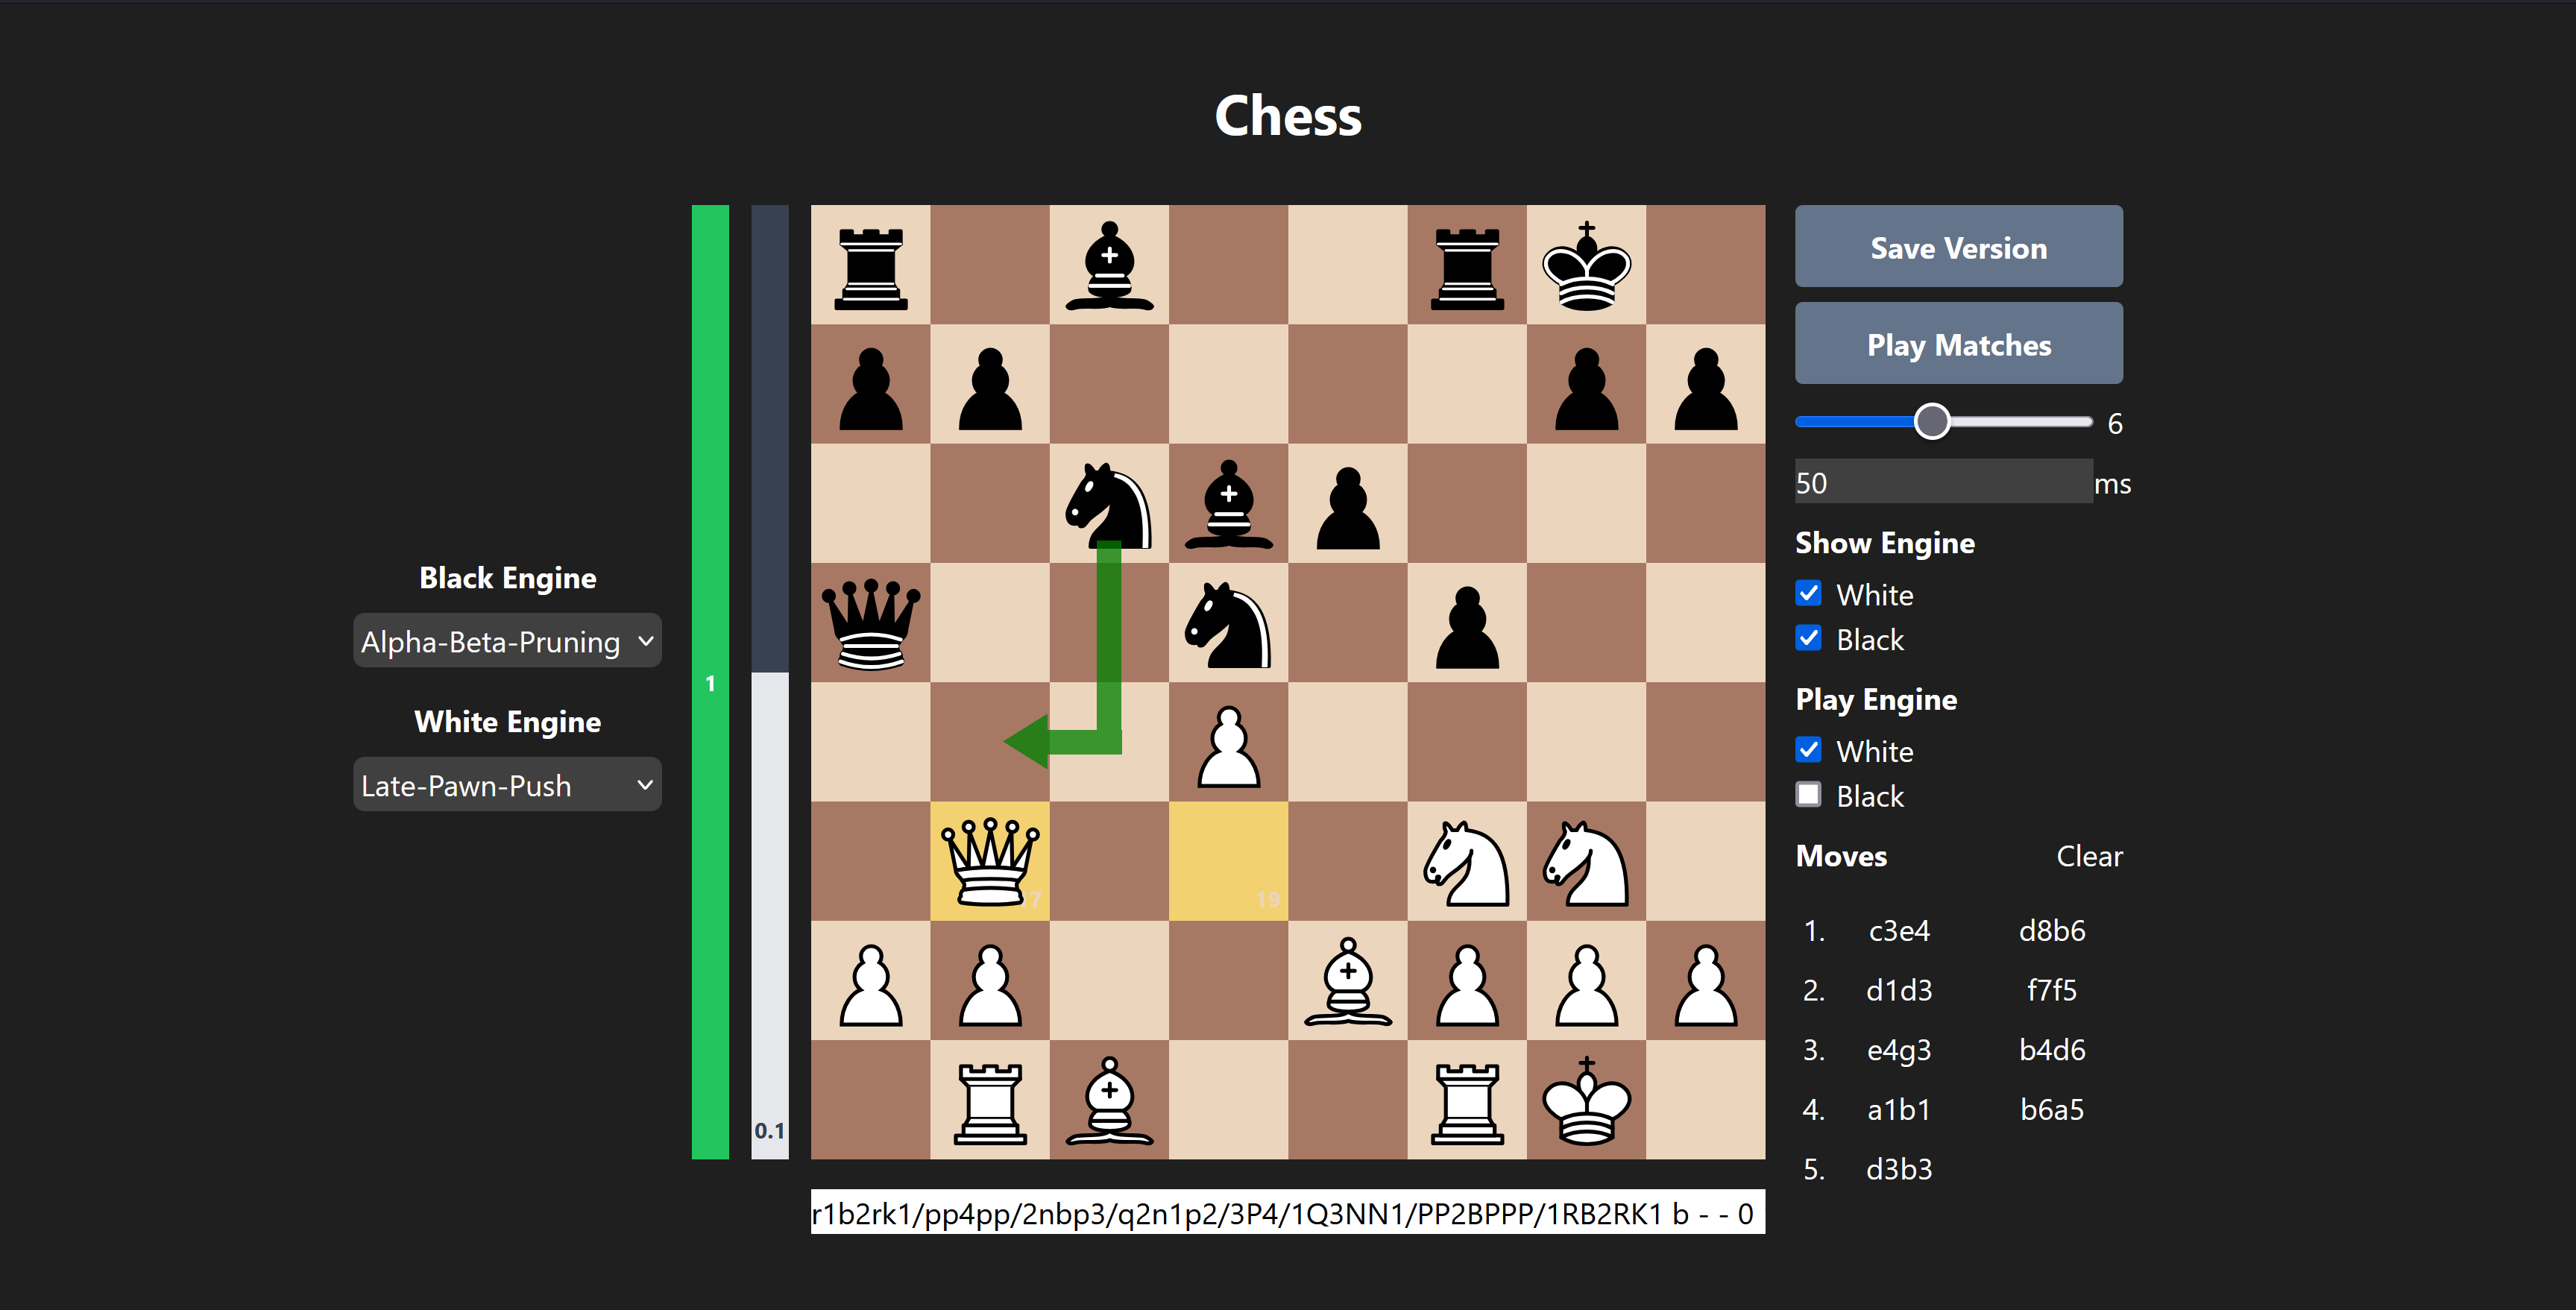 Chess
Black Engine
Alpha-Beta-Pruning
White Engine
Late-Pawn-Push
1
0.1
17
19
r1b2rk1/pp4pp/2nbp3/q2n1p2/3P4/1Q3NN1/PP2BPPP/1RB2RK1 b - - 0
Save Version
Play Matches
6
50 ms
Show Engine
White
Black
Play Engine
White
Black
Moves Clear
1. c3e4 d8b6
2. d1d3 f7f5
3. e4g3 b4d6
4. a1b1 b6a5
5. d3b3